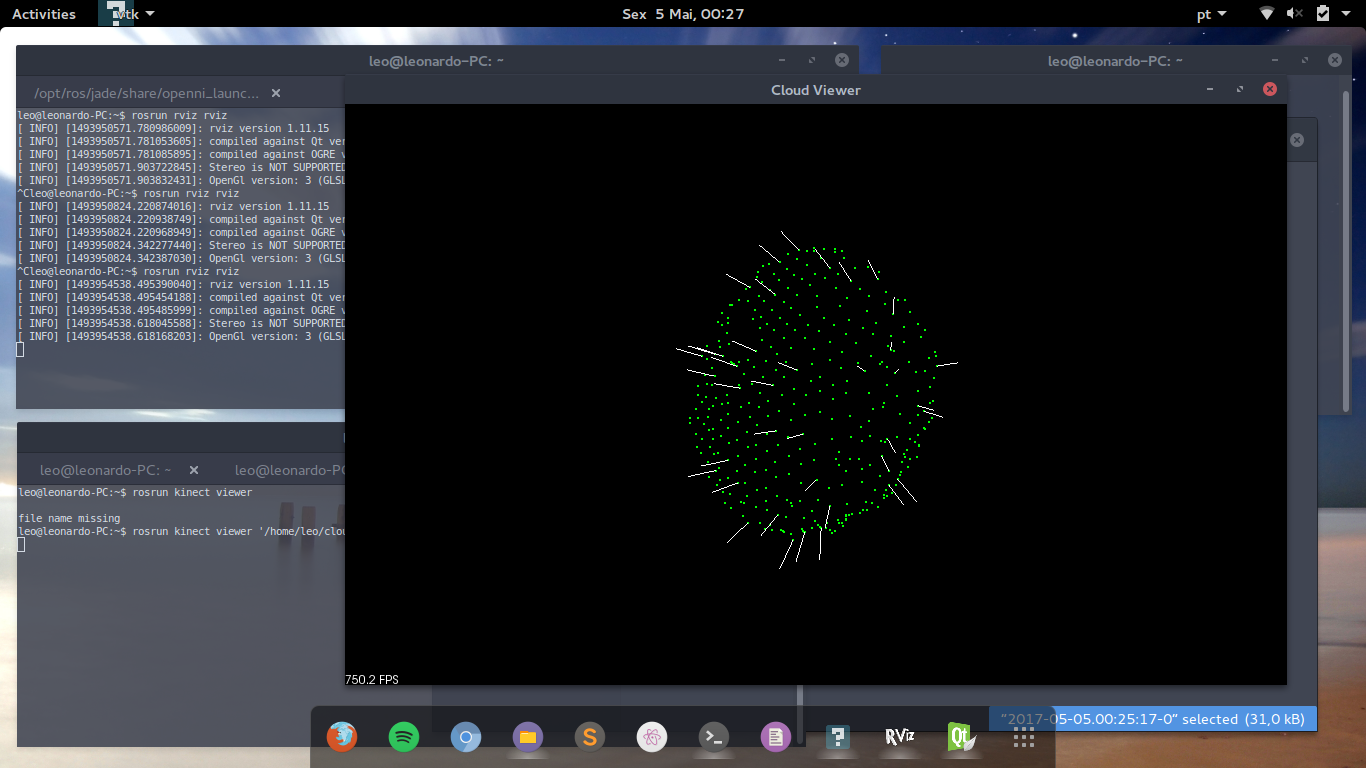 Activities
vtk
Sex 5 Mai, 00:27
pt
leo@leonardo-PC: ~
leo@leonardo-PC: ~
/opt/ros/jade/share/openni_launc...
Cloud Viewer
leo@leonardo-PC:~$ rosrun rviz rviz
[ INFO] [1493950571.780986009]: rviz version 1.11.15
[ INFO] [1493950571.781053605]: compiled against Qt ver
[ INFO] [1493950571.781085895]: compiled against OGRE v
[ INFO] [1493950571.903722845]: Stereo is NOT SUPPORTED
[ INFO] [1493950571.903832431]: OpenGl version: 3 (GLSL
^Cleo@leonardo-PC:~$ rosrun rviz rviz
[ INFO] [1493950824.220874016]: rviz version 1.11.15
[ INFO] [1493950824.220938749]: compiled against Qt ver
[ INFO] [1493950824.220968949]: compiled against OGRE v
[ INFO] [1493950824.342277440]: Stereo is NOT SUPPORTED
[ INFO] [1493950824.342387030]: OpenGl version: 3 (GLSL
^Cleo@leonardo-PC:~$ rosrun rviz rviz
[ INFO] [1493954538.495390040]: rviz version 1.11.15
[ INFO] [1493954538.495454188]: compiled against Qt ver
[ INFO] [1493954538.495485999]: compiled against OGRE v
[ INFO] [1493954538.618045588]: Stereo is NOT SUPPORTED
[ INFO] [1493954538.618168203]: OpenGl version: 3 (GLSL
leo@leonardo-PC: ~
leo@leonardo-PC
leo@leonardo-PC:~$ rosrun kinect viewer
file name missing
leo@leonardo-PC:~$ rosrun kinect viewer '/home/leo/clou
750.2 FPS
"2017-05-05.00:25:17-0" selected (31,0 kB)
S
RViz
Qt